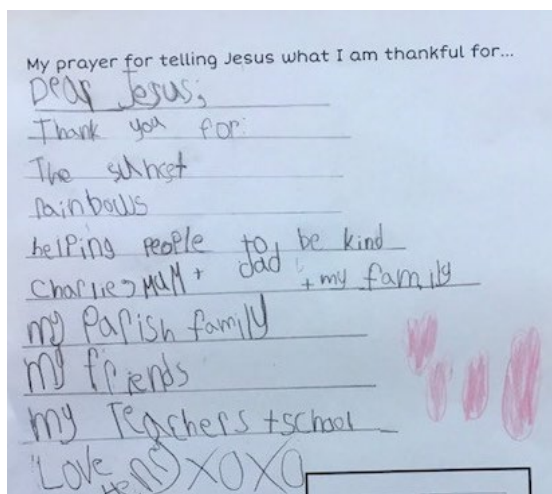 My prayer for telling Jesus what I am thankful for...
Dear Jesus,
Thank you for:
The sunset
rainbows
helping people to be kind
Charlie, Mum + dad + my family
my Parish family
my friends
my Teachers + school
Love Henry XOXO